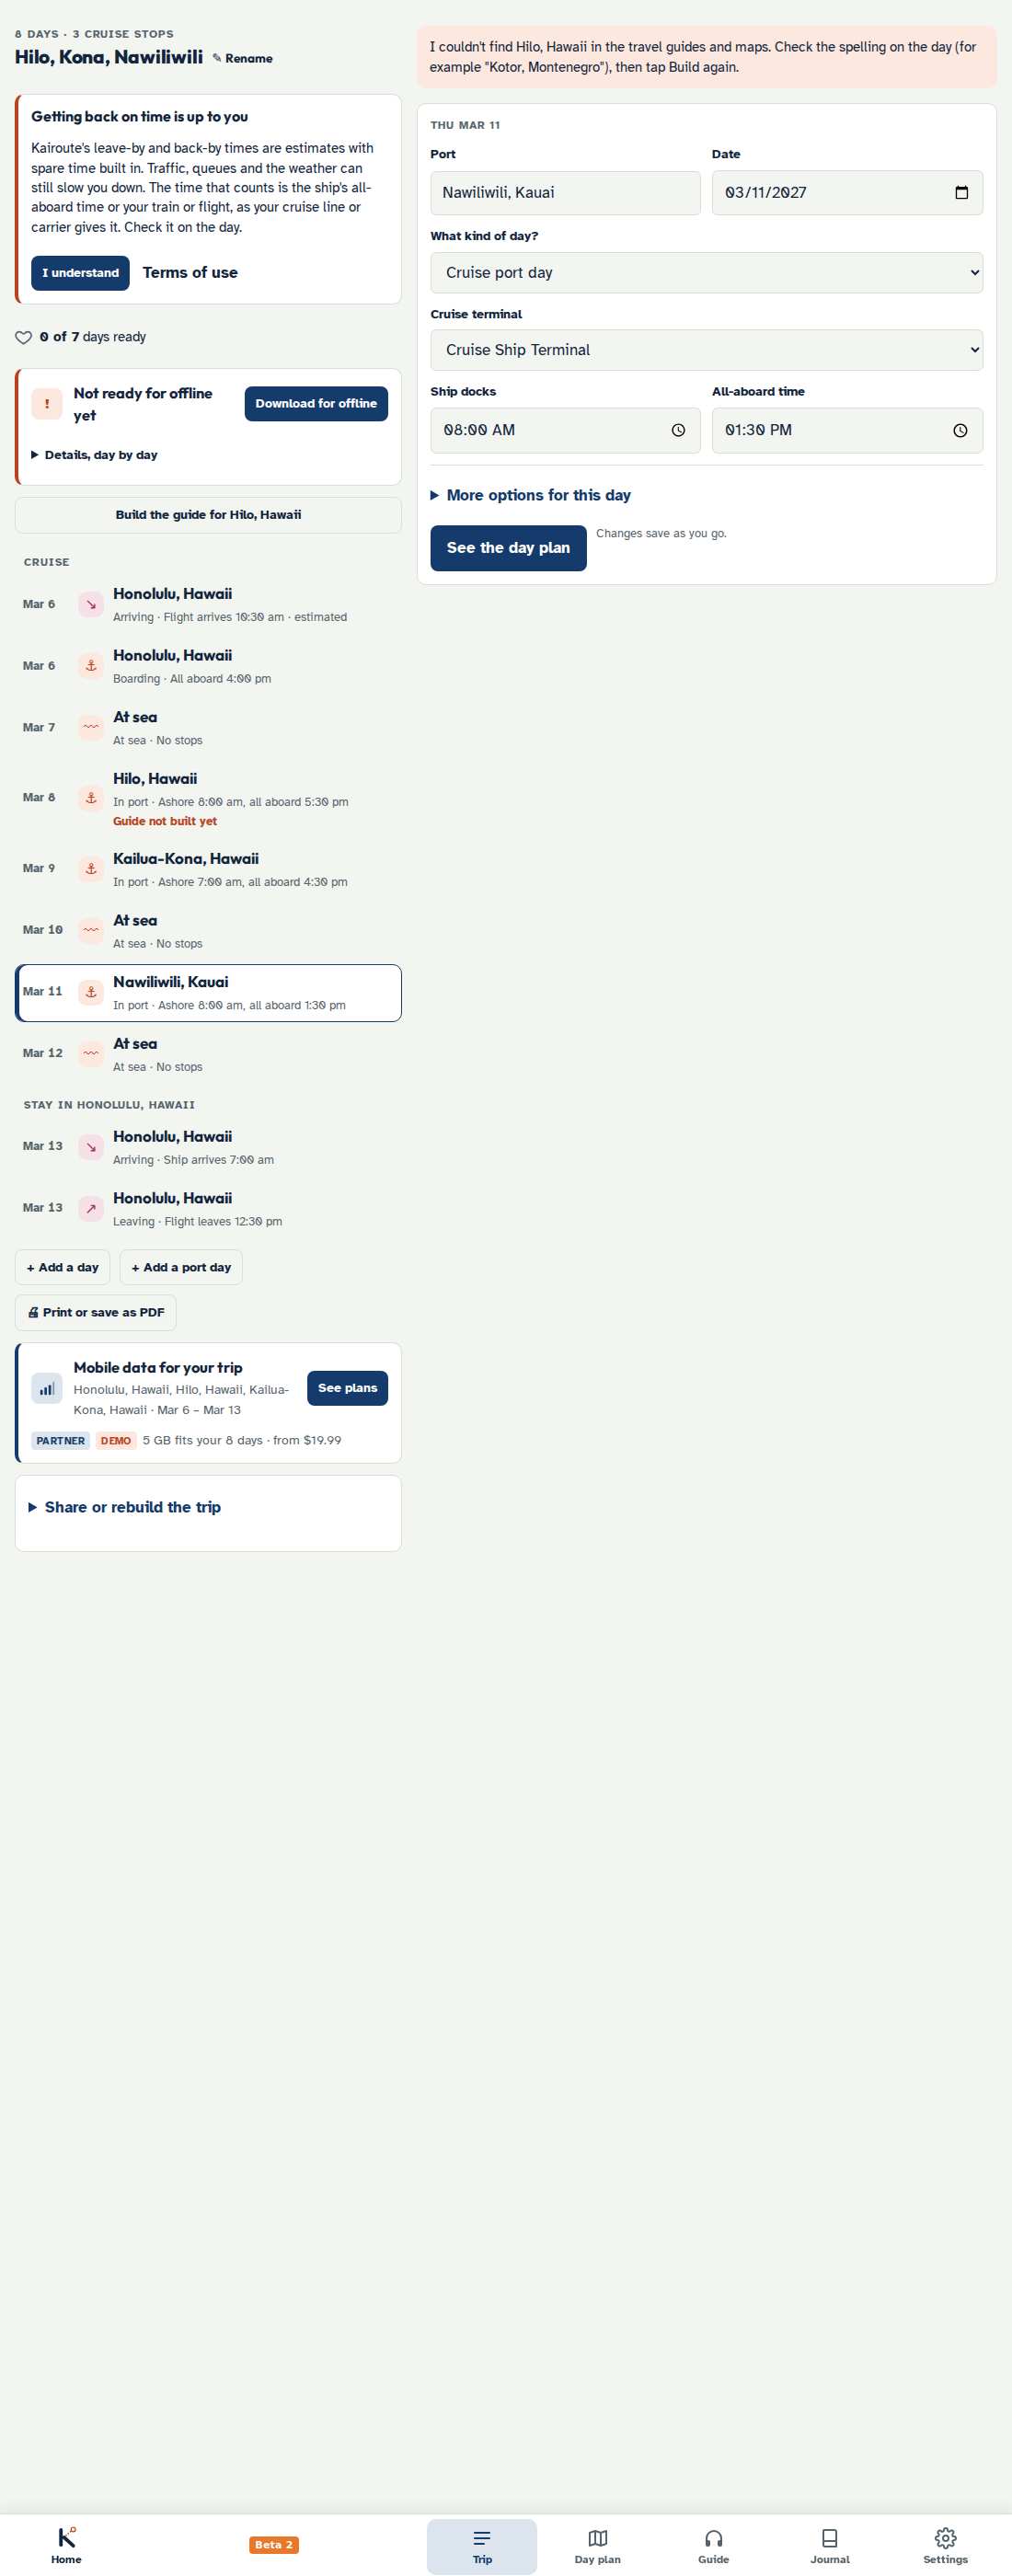 8 DAYS · 3 CRUISE STOPS
Hilo, Kona, Nawiliwili ✎ Rename
Getting back on time is up to you
Kairoute's leave-by and back-by times are estimates with
spare time built in. Traffic, queues and the weather can
still slow you down. The time that counts is the ship's all-
aboard time or your train or flight, as your cruise line or
carrier gives it. Check it on the day.
I understand
Terms of use
0 of 7 days ready
!
Not ready for offline
yet
Download for offline
Details, day by day
Build the guide for Hilo, Hawaii
CRUISE
Mar 6
Honolulu, Hawaii
Arriving · Flight arrives 10:30 am · estimated
Mar 6
Honolulu, Hawaii
Boarding · All aboard 4:00 pm
Mar 7
At sea
At sea · No stops
Mar 8
Hilo, Hawaii
In port · Ashore 8:00 am, all aboard 5:30 pm
Guide not built yet
Mar 9
Kailua-Kona, Hawaii
In port · Ashore 7:00 am, all aboard 4:30 pm
Mar 10
At sea
At sea · No stops
Mar 11
Nawiliwili, Kauai
In port · Ashore 8:00 am, all aboard 1:30 pm
Mar 12
At sea
At sea · No stops
STAY IN HONOLULU, HAWAII
Mar 13
Honolulu, Hawaii
Arriving · Ship arrives 7:00 am
Mar 13
Honolulu, Hawaii
Leaving · Flight leaves 12:30 pm
+ Add a day
+ Add a port day
Print or save as PDF
Mobile data for your trip
Honolulu, Hawaii, Hilo, Hawaii, Kailua-
Kona, Hawaii · Mar 6 – Mar 13
See plans
PARTNER DEMO 5 GB fits your 8 days · from $19.99
Share or rebuild the trip
I couldn't find Hilo, Hawaii in the travel guides and maps. Check the spelling on the day (for
example "Kotor, Montenegro"), then tap Build again.
THU MAR 11
Port
Nawiliwili, Kauai
Date
03/11/2027
What kind of day?
Cruise port day
Cruise terminal
Cruise Ship Terminal
Ship docks
08:00 AM
All-aboard time
01:30 PM
More options for this day
See the day plan
Changes save as you go.
Home
Beta 2
Trip
Day plan
Guide
Journal
Settings